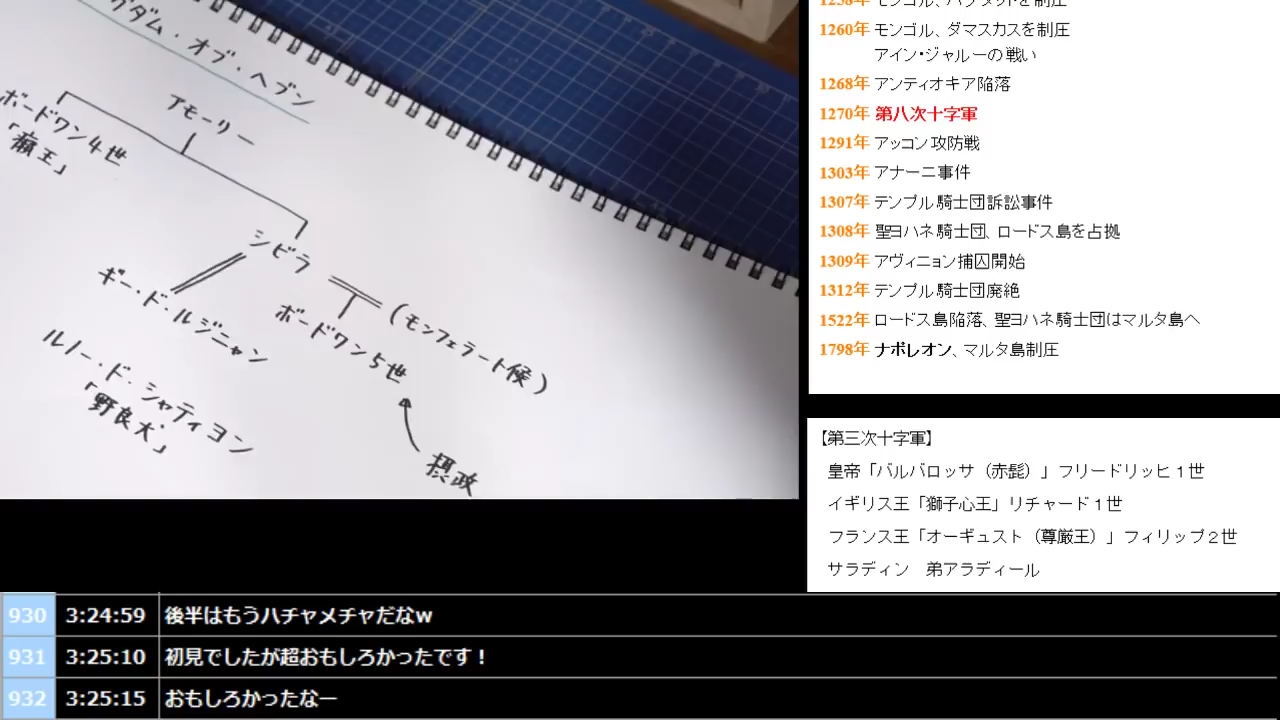 グダム・オブ・ヘブン
アモーリー
ボードワン4世
「癩王」
シビラ
ギー・ド・ルジニャン
ボードワン5世
(モンフェラート候)
ルノー・ド・シャティヨン
「野良犬」
摂政
1258年 モンゴル、バグダッドを制圧
1260年 モンゴル、ダマスカスを制圧
アイン・ジャルーの戦い
1268年 アンティオキア陥落
1270年 第八次十字軍
1291年 アッコン攻防戦
1303年 アナーニ事件
1307年 テンプル騎士団訴訟事件
1308年 聖ヨハネ騎士団、ロードス島を占拠
1309年 アヴィニョン捕囚開始
1312年 テンプル騎士団廃絶
1522年 ロードス島陥落、聖ヨハネ騎士団はマルタ島へ
1798年 ナポレオン、マルタ島制圧
【第三次十字軍】
皇帝「バルバロッサ（赤髭）」フリードリッヒ１世
イギリス王「獅子心王」リチャード１世
フランス王「オーギュスト（尊厳王）」フィリップ２世
サラディン　弟アラディール
930 3:24:59 後半はもうハチャメチャだなw
931 3:25:10 初見でしたが超おもしろかったです！
932 3:25:15 おもしろかったなー